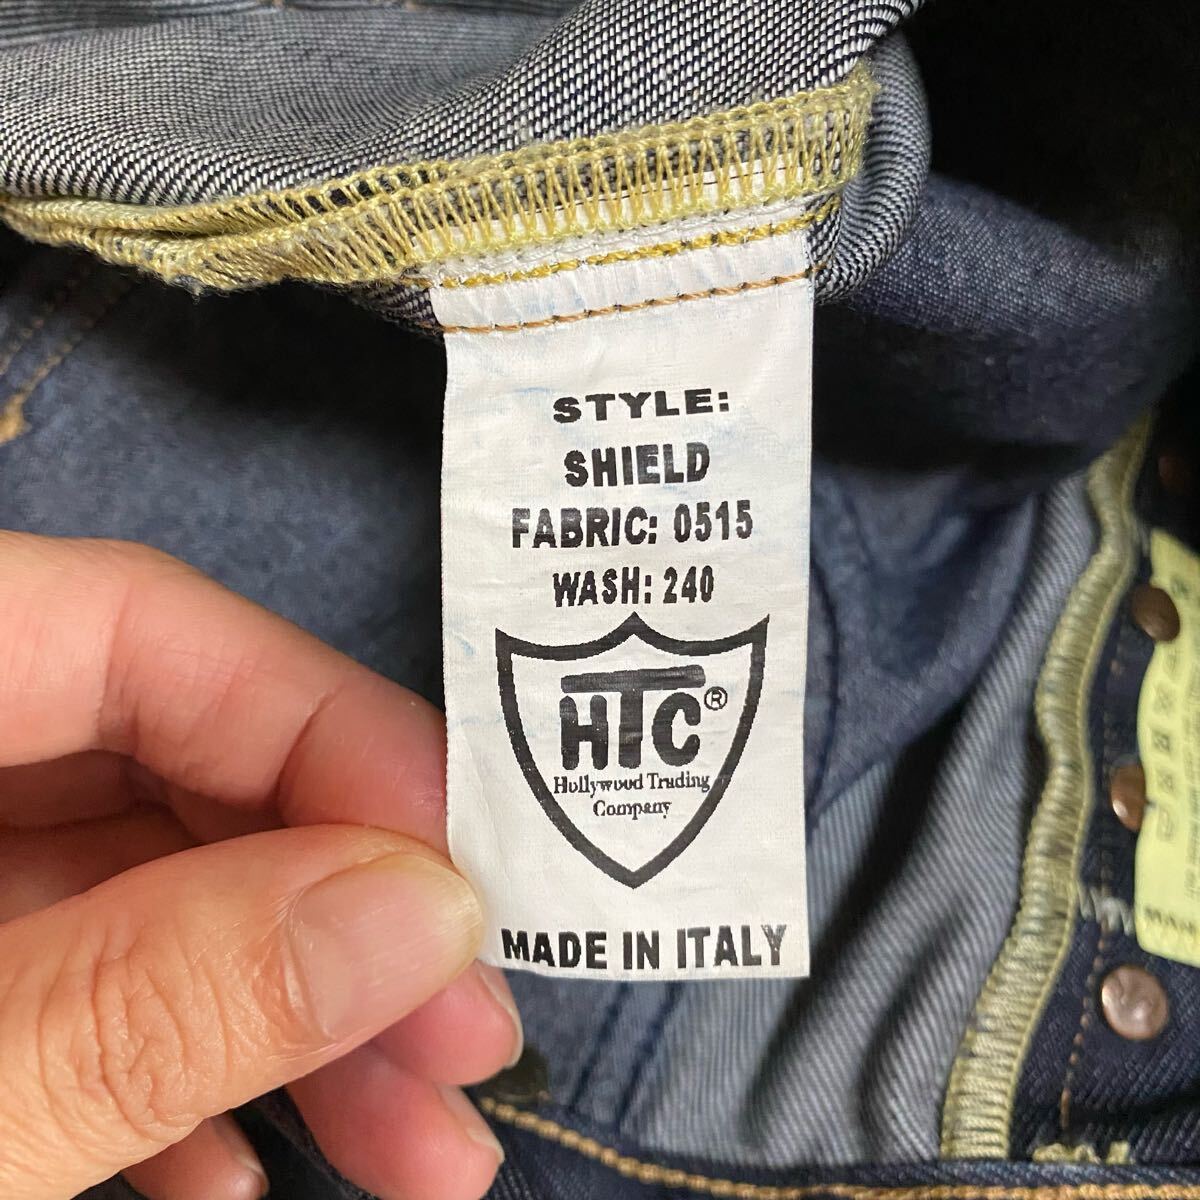 STYLE:
SHIELD
FABRIC: 0515
WASH: 240
HTC®
Hollywood Trading
Company
MADE IN ITALY